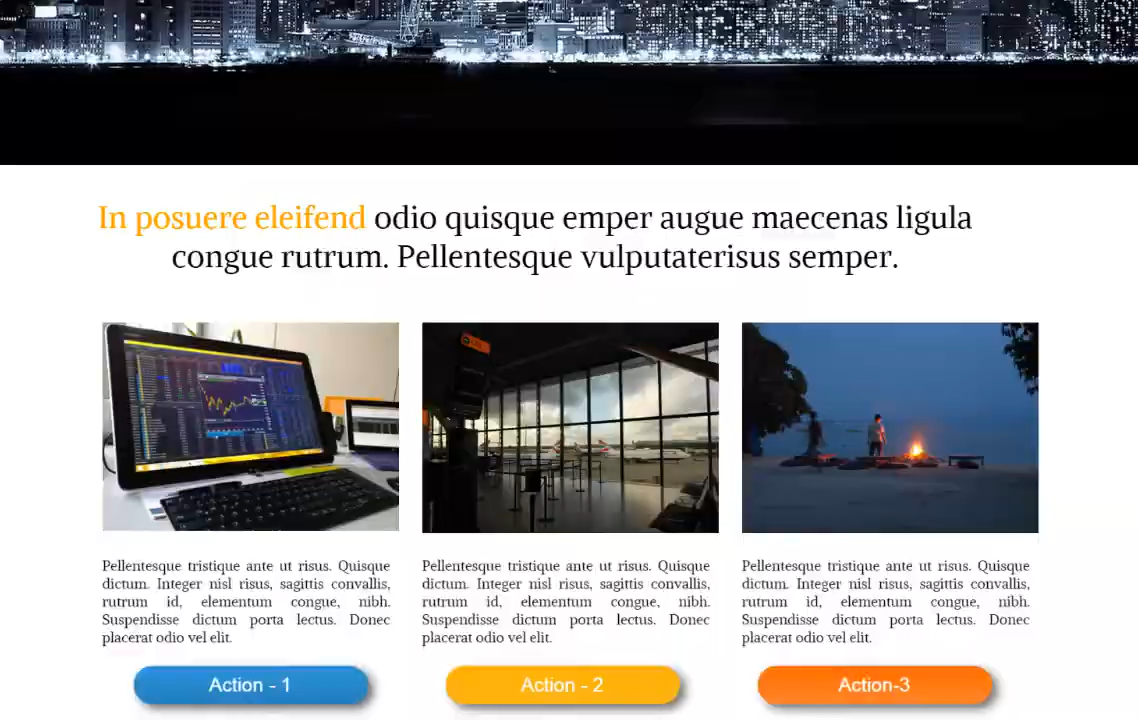 In posuere eleifend odio quisque emper augue maecenas ligula
congue rutrum. Pellentesque vulputaterisus semper.
Pellentesque tristique ante ut risus. Quisque
dictum. Integer nisl risus, sagittis convallis,
rutrum id, elementum congue, nibh.
Suspendisse dictum porta lectus. Donec
placerat odio vel elit.
Action - 1
Pellentesque tristique ante ut risus. Quisque
dictum. Integer nisl risus, sagittis convallis,
rutrum id, elementum congue, nibh.
Suspendisse dictum porta lectus. Donec
placerat odio vel elit.
Action - 2
Pellentesque tristique ante ut risus. Quisque
dictum. Integer nisl risus, sagittis convallis,
rutrum id, elementum congue, nibh.
Suspendisse dictum porta lectus. Donec
placerat odio vel elit.
Action-3